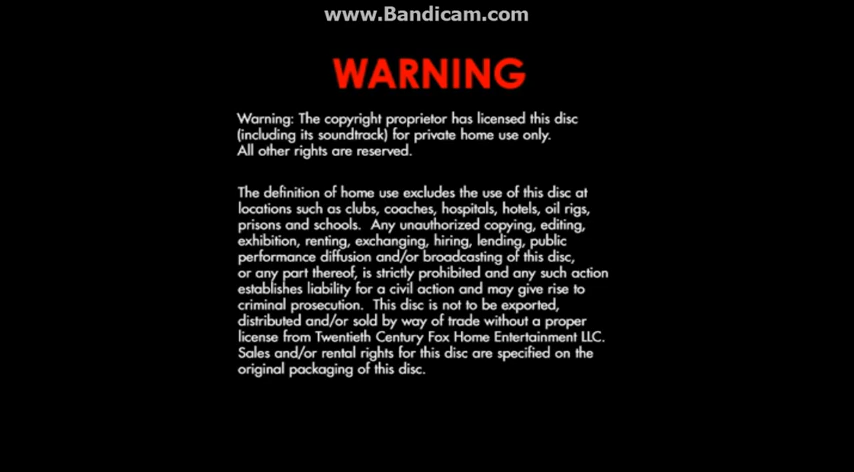 www.Bandicam.com
WARNING
Warning: The copyright proprietor has licensed this disc
(including its soundtrack) for private home use only.
All other rights are reserved.
The definition of home use excludes the use of this disc at
locations such as clubs, coaches, hospitals, hotels, oil rigs,
prisons and schools.  Any unauthorized copying, editing,
exhibition, renting, exchanging, hiring, lending, public
performance diffusion and/or broadcasting of this disc,
or any part thereof, is strictly prohibited and any such action
establishes liability for a civil action and may give rise to
criminal prosecution.  This disc is not to be exported,
distributed and/or sold by way of trade without a proper
license from Twentieth Century Fox Home Entertainment LLC.
Sales and/or rental rights for this disc are specified on the
original packaging of this disc.